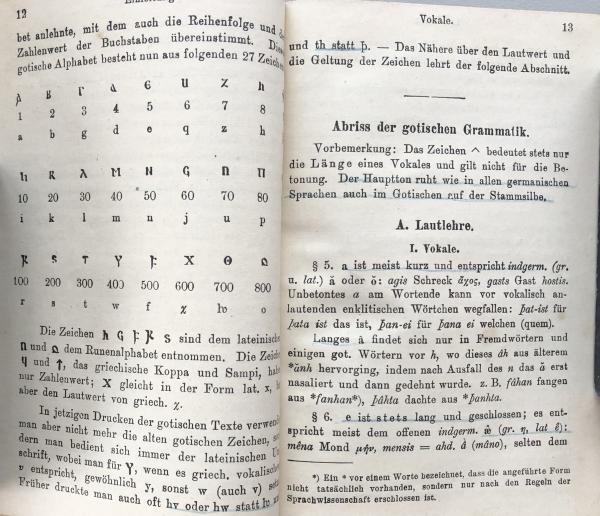 12
bet anlehnte, mit dem auch die Reihenfolge und
Zahlenwert der Buchstaben übereinstimmt.
gotische Alphabet besteht nun aus folgenden 27
1 2 3 4 5 6 7 8
a b g d e q z h
10 20 30 40 50 60 70 80
i k l m n j u p
100 200 300 400 500 600 700 800
r s t w f χ ƕ o
Die Zeichen 𐌷 𐌾 𐍆 𐍂 𐍃 sind dem lateinische
𐌿 und 𐍉 dem Runenalphabet entnommen. Die
und 𐍊, das griechische Koppa und Sampi,
nur Zahlenwert; X gleicht in der Form lat. x,
aber den Lautwert von griech. χ.
In jetzigen Drucken der gotischen Texte
man aber nicht mehr die alten gotischen Zeichen,
dern man bedient sich immer der lateinischen
schrift, wobei man für Y, wenn es griech. vokalische
v entspricht, gewöhnlich y, sonst w (auch v)
Früher druckte man auch oft hv oder hw statt ƕ
Vokale. 13
und th statt þ. — Das Nähere über den Lautwert und
die Geltung der Zeichen lehrt der folgende Abschnitt.
Abriss der gotischen Grammatik.
Vorbemerkung: Das Zeichen ^ bedeutet stets nur
die Länge eines Vokales und gilt nicht für die Be-
tonung. Der Hauptton ruht wie in allen germanischen
Sprachen auch im Gotischen auf der Stammsilbe.
A. Lautlehre.
I. Vokale.
§ 5. a ist meist kurz und entspricht indgerm. (gr.
u. lat.) ă oder ŏ: agis Schreck ἄχος, gasts Gast hostis.
Unbetontes a am Wortende kann vor vokalisch an-
lautenden enklitischen Wörtchen wegfallen: þat-ist für
þata ist das ist, þan-ei für þana ei welchen (quem).
Langes â findet sich nur in Fremdwörtern und
einigen got. Wörtern vor h, wo dieses âh aus älterem
*ănh hervorging, indem nach Ausfall des n das ă erst
nasaliert und dann gedehnt wurde. z. B. fâhan fangen
aus *fanhan*), þâhta dachte aus *þanhta.
§ 6. e ist stets lang und geschlossen; es ent-
spricht meist dem offenen indgerm. ǣ (gr. η, lat ê):
mêna Mond μήν, mensis = ahd. â (mâno), selten dem
*) Ein * vor einem Worte bezeichnet, dass die angeführte Form
nicht tatsächlich vorhanden, sondern nur nach den Regeln der
Sprachwissenschaft erschlossen ist.